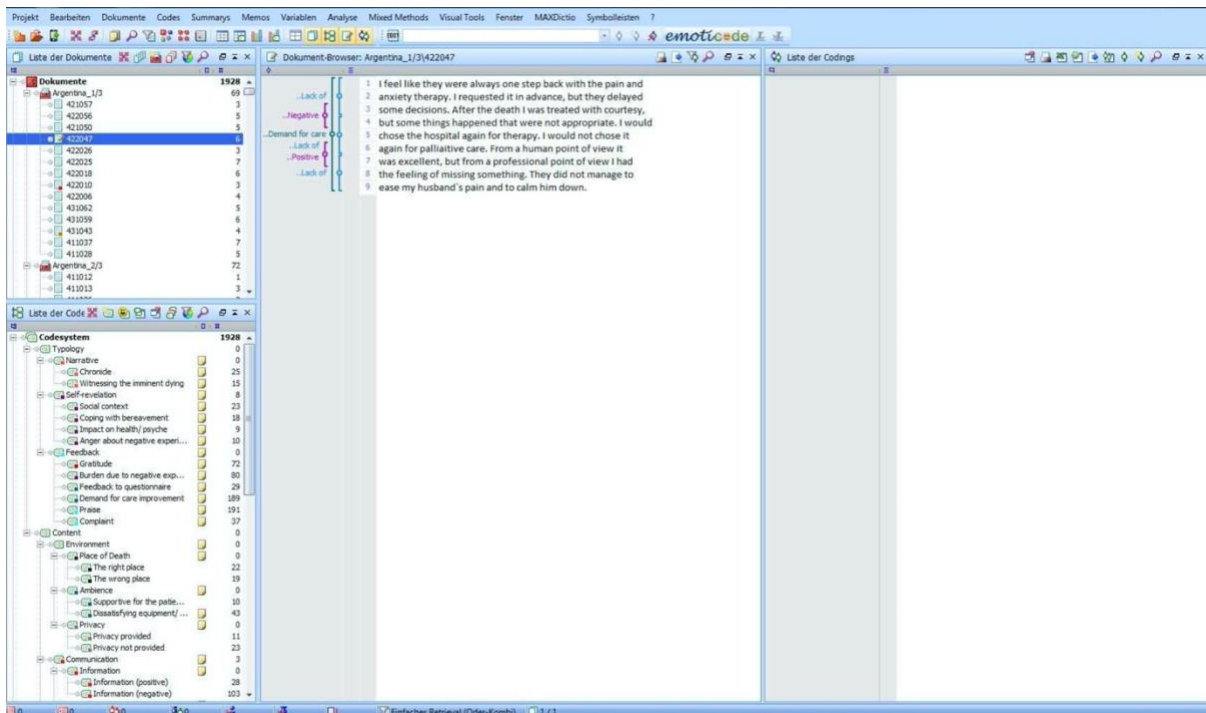 Projekt Bearbeiten Dokumente Codes Summarys Memos Variablen Analyse Mixed Methods Visual Tools Fenster MAXDictio Symbolleisten ?
emoticode
Liste der Dokumente
Dokumente 1928
Argentina_1/3 69
421057 3
422056 5
421050 5
422047 6
422026 3
422025 7
422018 6
422010 3
422006 4
431062 5
431059 6
431043 4
411037 7
411028 5
Argentina_2/3 72
411012 1
411013 3
Liste der Code
Codesystem 1928
Typology 0
Narrative 0
Chronicle 25
Witnessing the imminent dying 15
Self-revelation 8
Social context 23
Coping with bereavement 18
Impact on health/ psyche 9
Anger about negative experi... 10
Feedback 0
Gratitude 72
Burden due to negative exp... 80
Feedback to questionnaire 29
Demand for care improvement 189
Praise 191
Complaint 37
Content 0
Environment 0
Place of Death 0
The right place 22
The wrong place 19
Ambience 0
Supportive for the patie... 10
Dissatisfying equipment/ ... 43
Privacy 0
Privacy provided 11
Privacy not provided 23
Communication 3
Information 0
Information (positive) 28
Information (negative) 103
Dokument-Browser: Argentina_1/3\422047
..Lack of
..Negative
..Demand for care
..Lack of
..Positive
..Lack of
1 I feel like they were always one step back with the pain and
2 anxiety therapy. I requested it in advance, but they delayed
3 some decisions. After the death I was treated with courtesy,
4 but some things happened that were not appropriate. I would
5 chose the hospital again for therapy. I would not chose it
6 again for palliaitive care. From a human point of view it
7 was excellent, but from a professional point of view I had
8 the feeling of missing something. They did not manage to
9 ease my husband´s pain and to calm him down.
Liste der Codings
0 0 0 0
Einfacher Retrieval (Oder-Kombi) 1 / 1